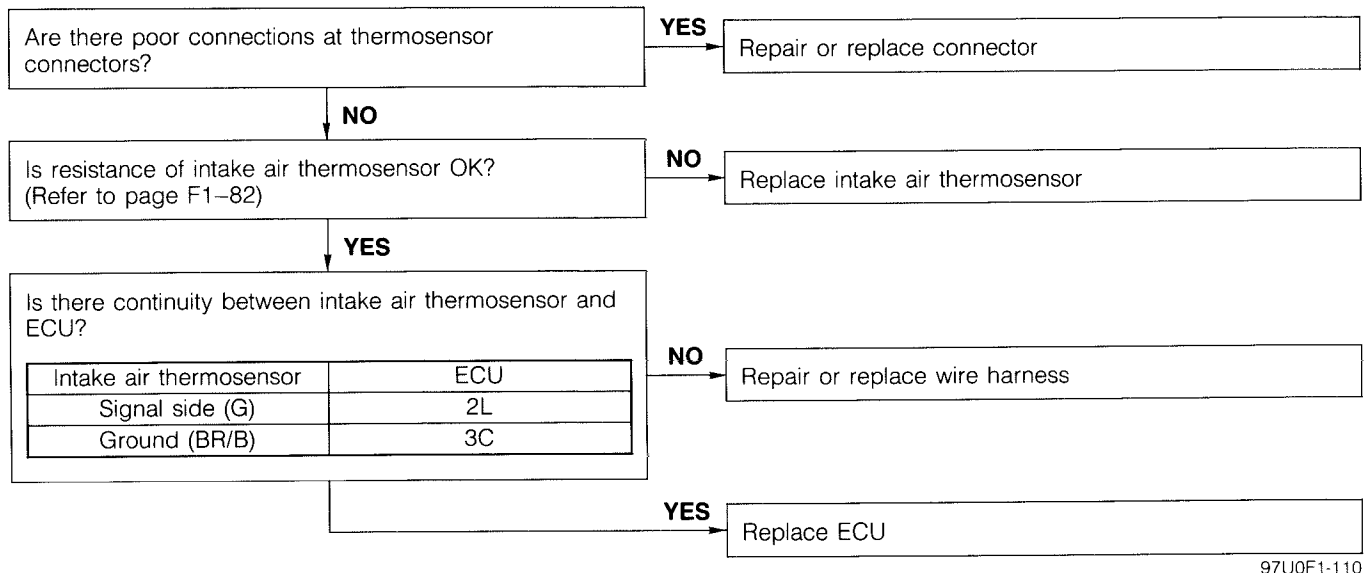 Are there poor connections at thermosensor
connectors?
YES
Repair or replace connector
NO
Is resistance of intake air thermosensor OK?
(Refer to page F1–82)
NO
Replace intake air thermosensor
YES
Is there continuity between intake air thermosensor and
ECU?
Intake air thermosensor ECU
Signal side (G) 2L
Ground (BR/B) 3C
NO
Repair or replace wire harness
YES
Replace ECU
97U0F1-110